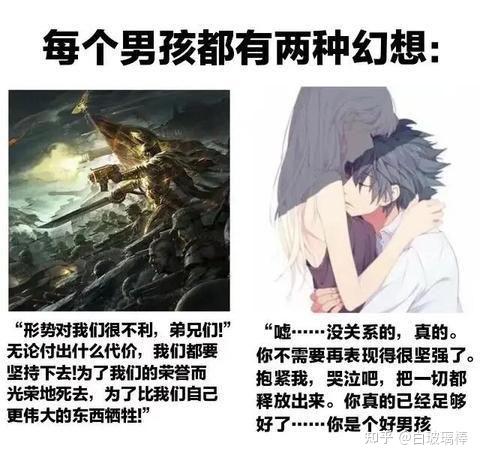 每个男孩都有两种幻想:
“形势对我们很不利，弟兄们!”
无论付出什么代价，我们都要
坚持下去!为了我们的荣誉而
光荣地死去，为了比我们自己
更伟大的东西牺牲!”
“嘘……没关系的，真的。
你不需要再表现得很坚强了。
抱紧我，哭泣吧，把一切都
释放出来。你真的已经足够
好了……你是个好男孩
知乎 @白玻璃棒